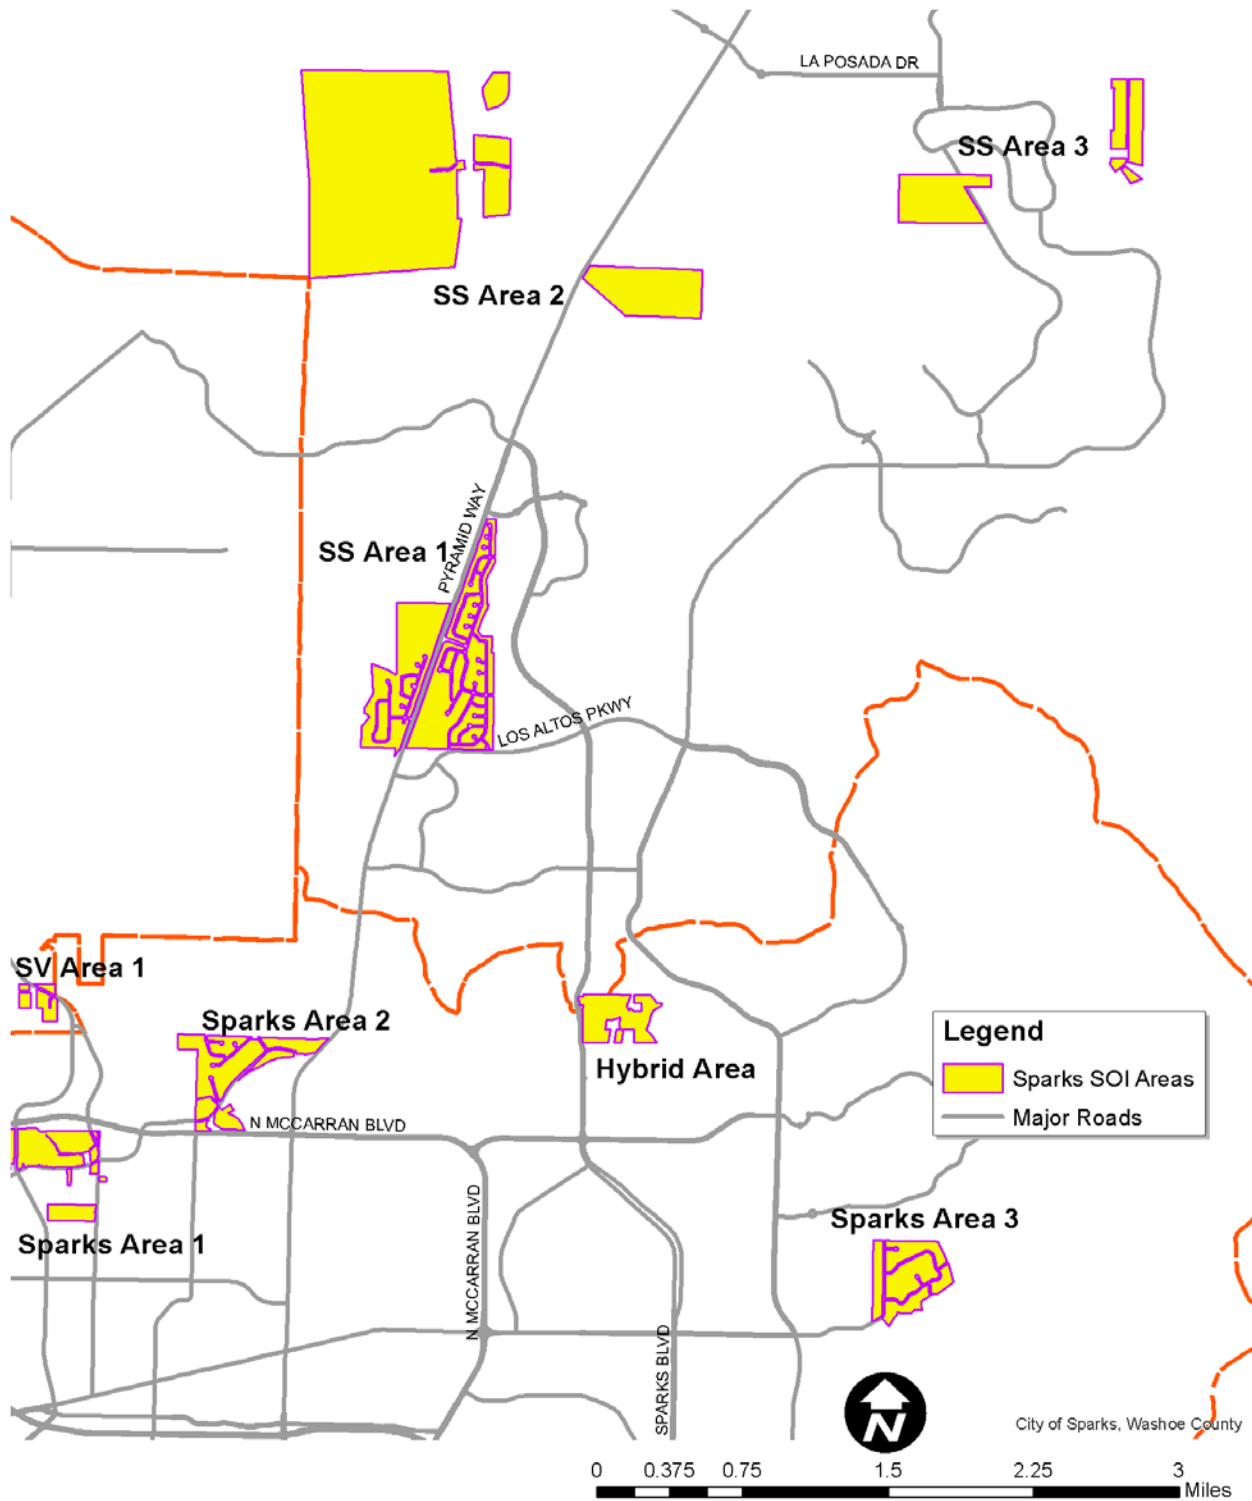 LA POSADA DR
SS Area 3
SS Area 2
PYRAMID WAY
SS Area 1
LOS ALTOS PKWY
SV Area 1
Sparks Area 2
Legend
Sparks SOI Areas
Major Roads
Hybrid Area
N MCCARRAN BLVD
N MCCARRAN BLVD
Sparks Area 3
Sparks Area 1
SPARKS BLVD
N
City of Sparks, Washoe County
0 0.375 0.75 1.5 2.25 3
Miles